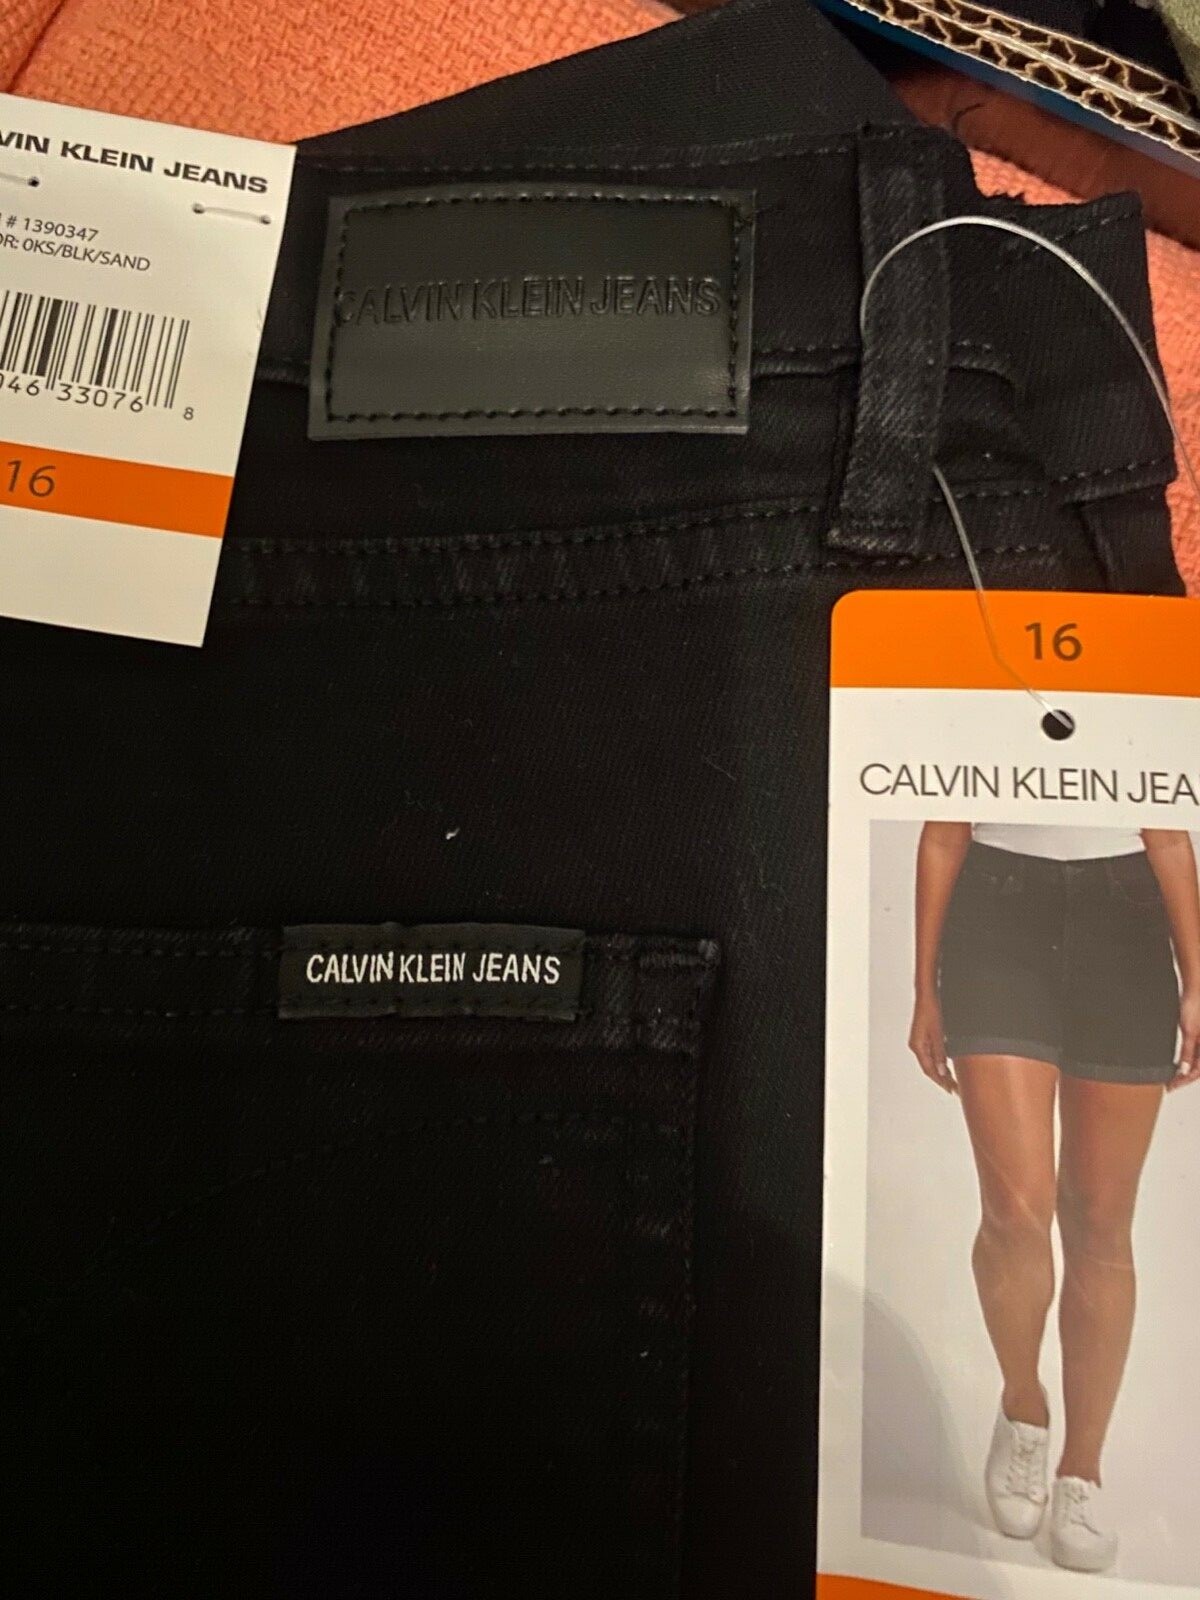 VIN KLEIN JEANS
# 1390347
OR: 0KS/BLK/SAND
046 33076 8
16
CALVIN KLEIN JEANS
16
CALVIN KLEIN JEA
CALVIN KLEIN JEANS